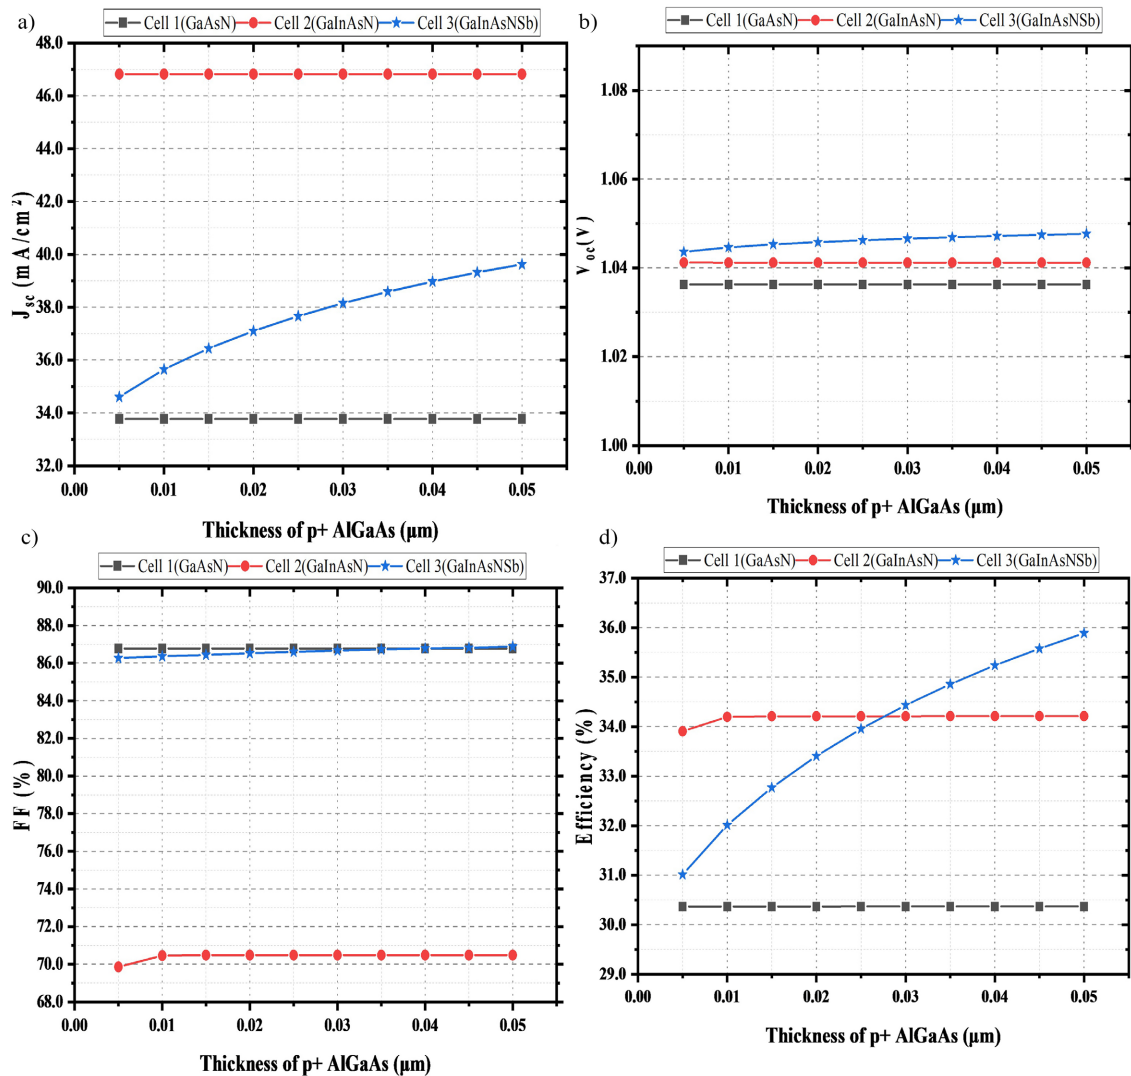 a)
Cell 1(GaAsN) Cell 2(GaInAsN) Cell 3(GaInAsNSb)
48.0
46.0
44.0
42.0
40.0
38.0
36.0
34.0
32.0
J_sc (mA/cm²)
0.00 0.01 0.02 0.03 0.04 0.05
Thickness of p+ AlGaAs (µm)
b)
Cell 1(GaAsN) Cell 2(GaInAsN) Cell 3(GaInAsNSb)
1.08
1.06
1.04
1.02
1.00
V_oc(V)
0.00 0.01 0.02 0.03 0.04 0.05
Thickness of p+ AlGaAs (µm)
c)
Cell 1(GaAsN) Cell 2(GaInAsN) Cell 3(GaInAsNSb)
90.0
88.0
86.0
84.0
82.0
80.0
78.0
76.0
74.0
72.0
70.0
68.0
FF (%)
0.00 0.01 0.02 0.03 0.04 0.05
Thickness of p+ AlGaAs (µm)
d)
Cell 1(GaAsN) Cell 2(GaInAsN) Cell 3(GaInAsNSb)
37.0
36.0
35.0
34.0
33.0
32.0
31.0
30.0
29.0
Efficiency (%)
0.00 0.01 0.02 0.03 0.04 0.05
Thickness of p+ AlGaAs (µm)